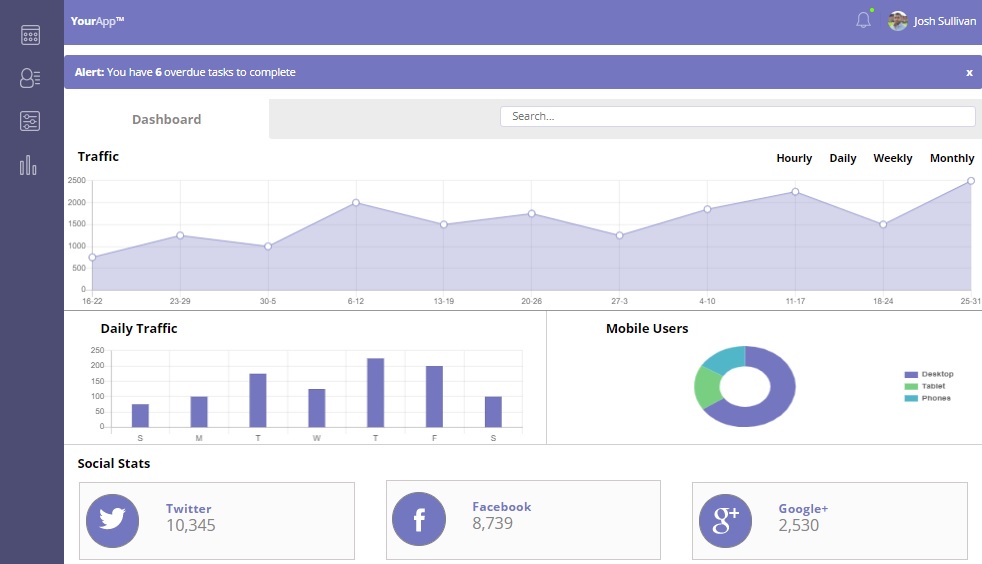 YourApp™
Josh Sullivan
Alert: You have 6 overdue tasks to complete
x
Dashboard
Search...
Traffic
Hourly Daily Weekly Monthly
2500
2000
1500
1000
500
0
16-22 23-29 30-5 6-12 13-19 20-26 27-3 4-10 11-17 18-24 25-31
Daily Traffic
250
200
150
100
50
0
S M T W T F S
Mobile Users
Desktop
Tablet
Phones
Social Stats
Twitter
10,345
f
Facebook
8,739
g+
Google+
2,530